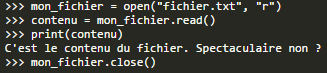 >>> mon_fichier = open("fichier.txt", "r")
>>> contenu = mon_fichier.read()
>>> print(contenu)
C'est le contenu du fichier. Spectaculaire non ?
>>> mon_fichier.close()